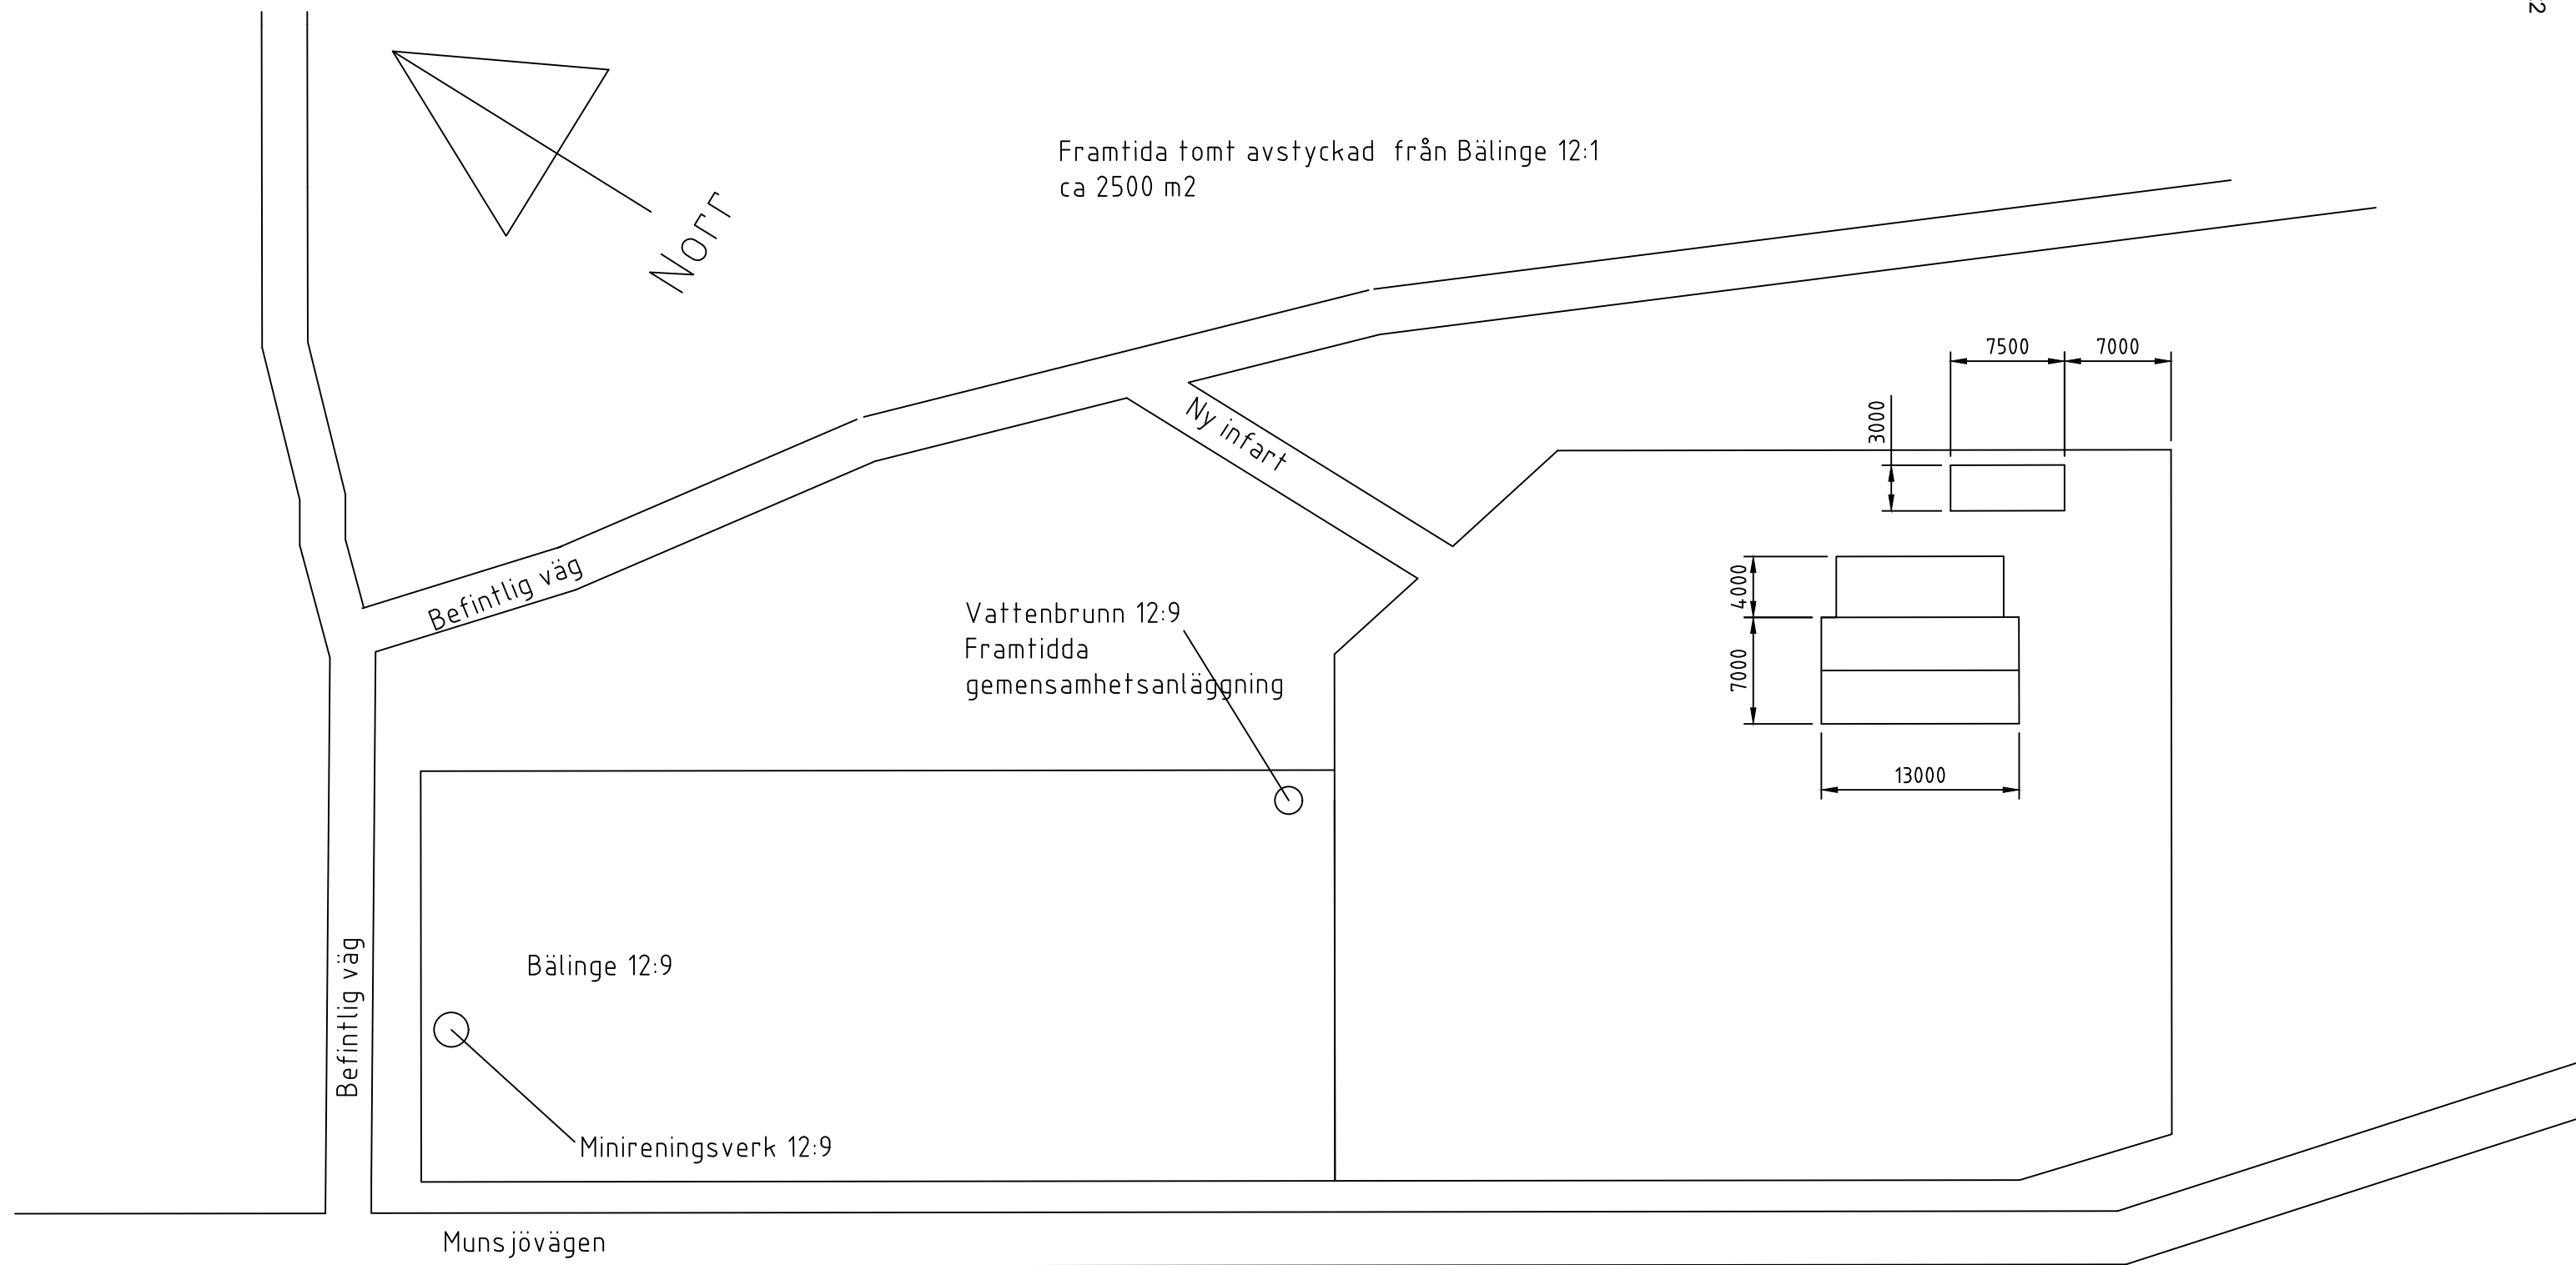 Norr
Framtida tomt avstyckad från Bälinge 12:1
ca 2500 m2
7500
7000
3000
Ny infart
Befintlig väg
Vattenbrunn 12:9
Framtidda
gemensamhetsanläggning
4000
7000
13000
Bälinge 12:9
Befintlig väg
Minireningsverk 12:9
Munsjövägen